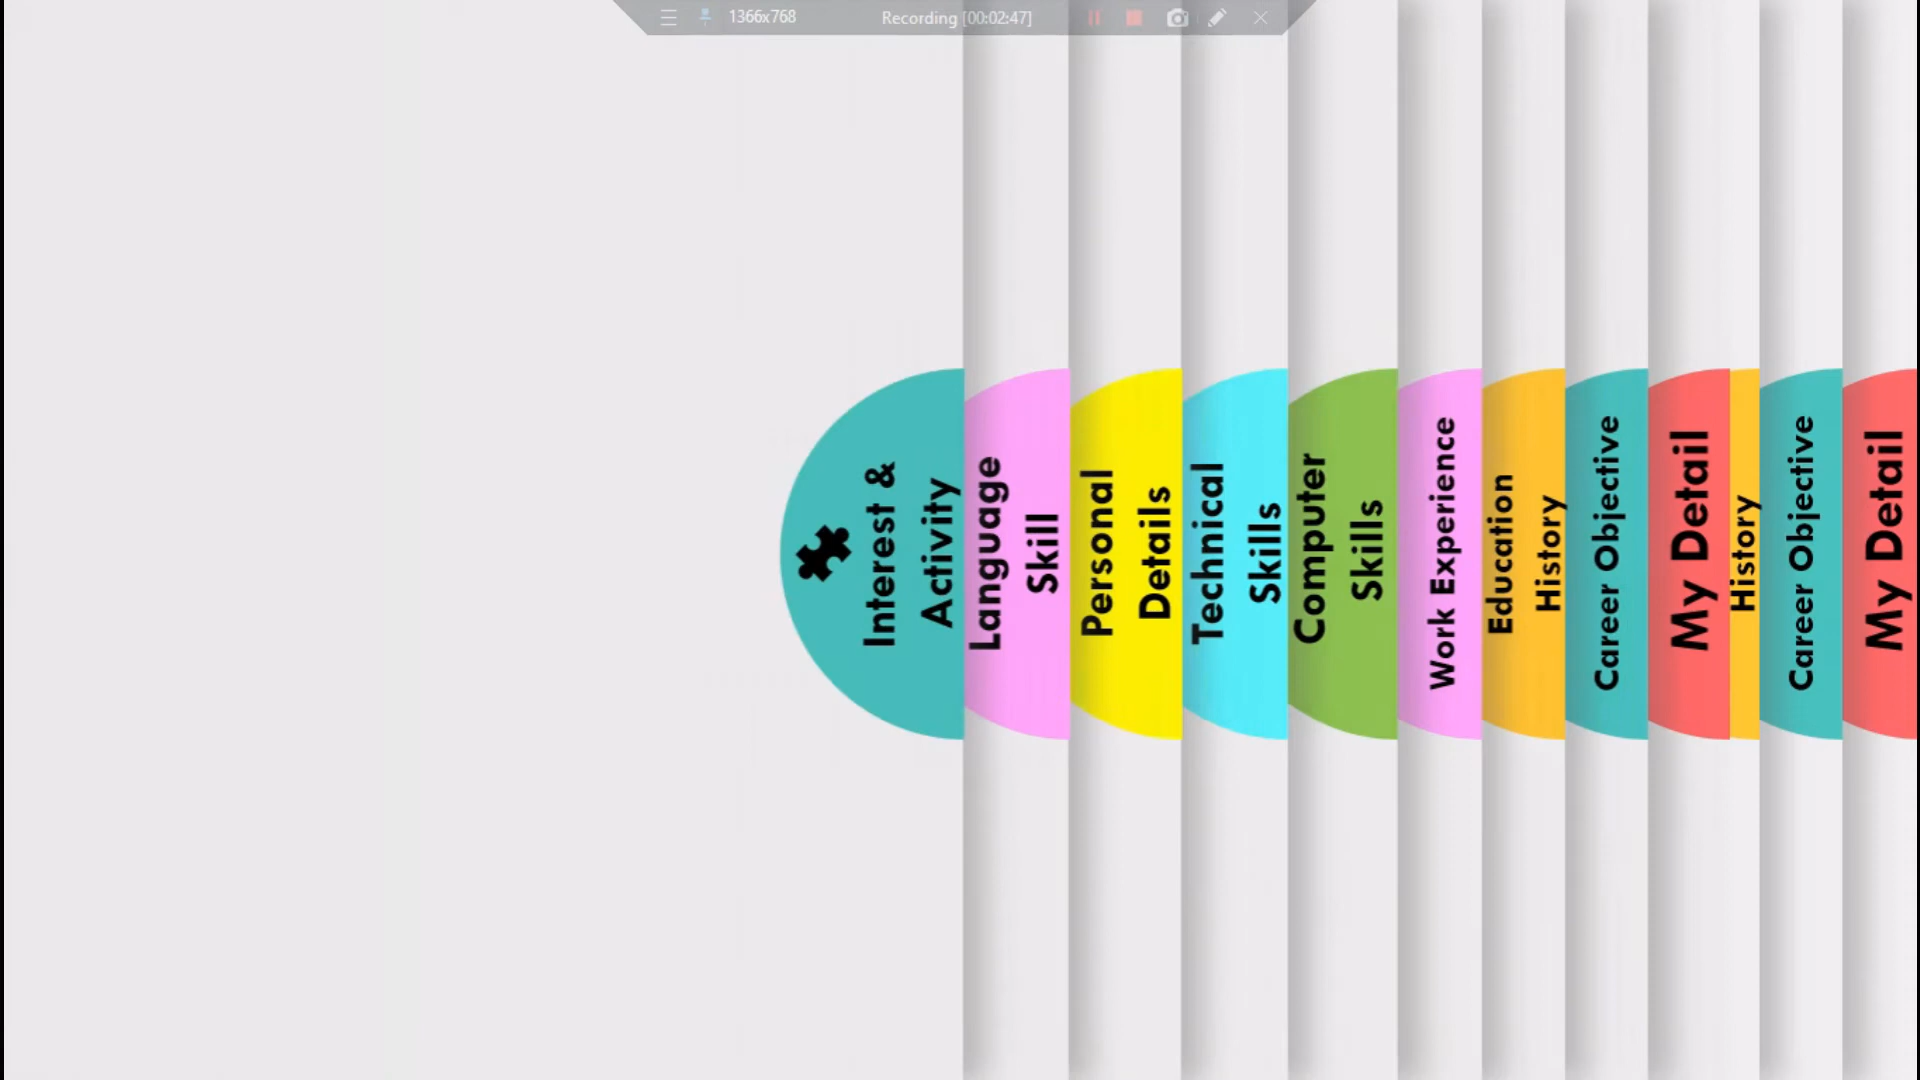 1366x768
Recording [00:02:47]
Interest &
Activity
Language
Skill
Personal
Details
Technical
Skills
Computer
Skills
Work Experience
Education
History
Career Objective
My Detail
History
Career Objective
My Detail